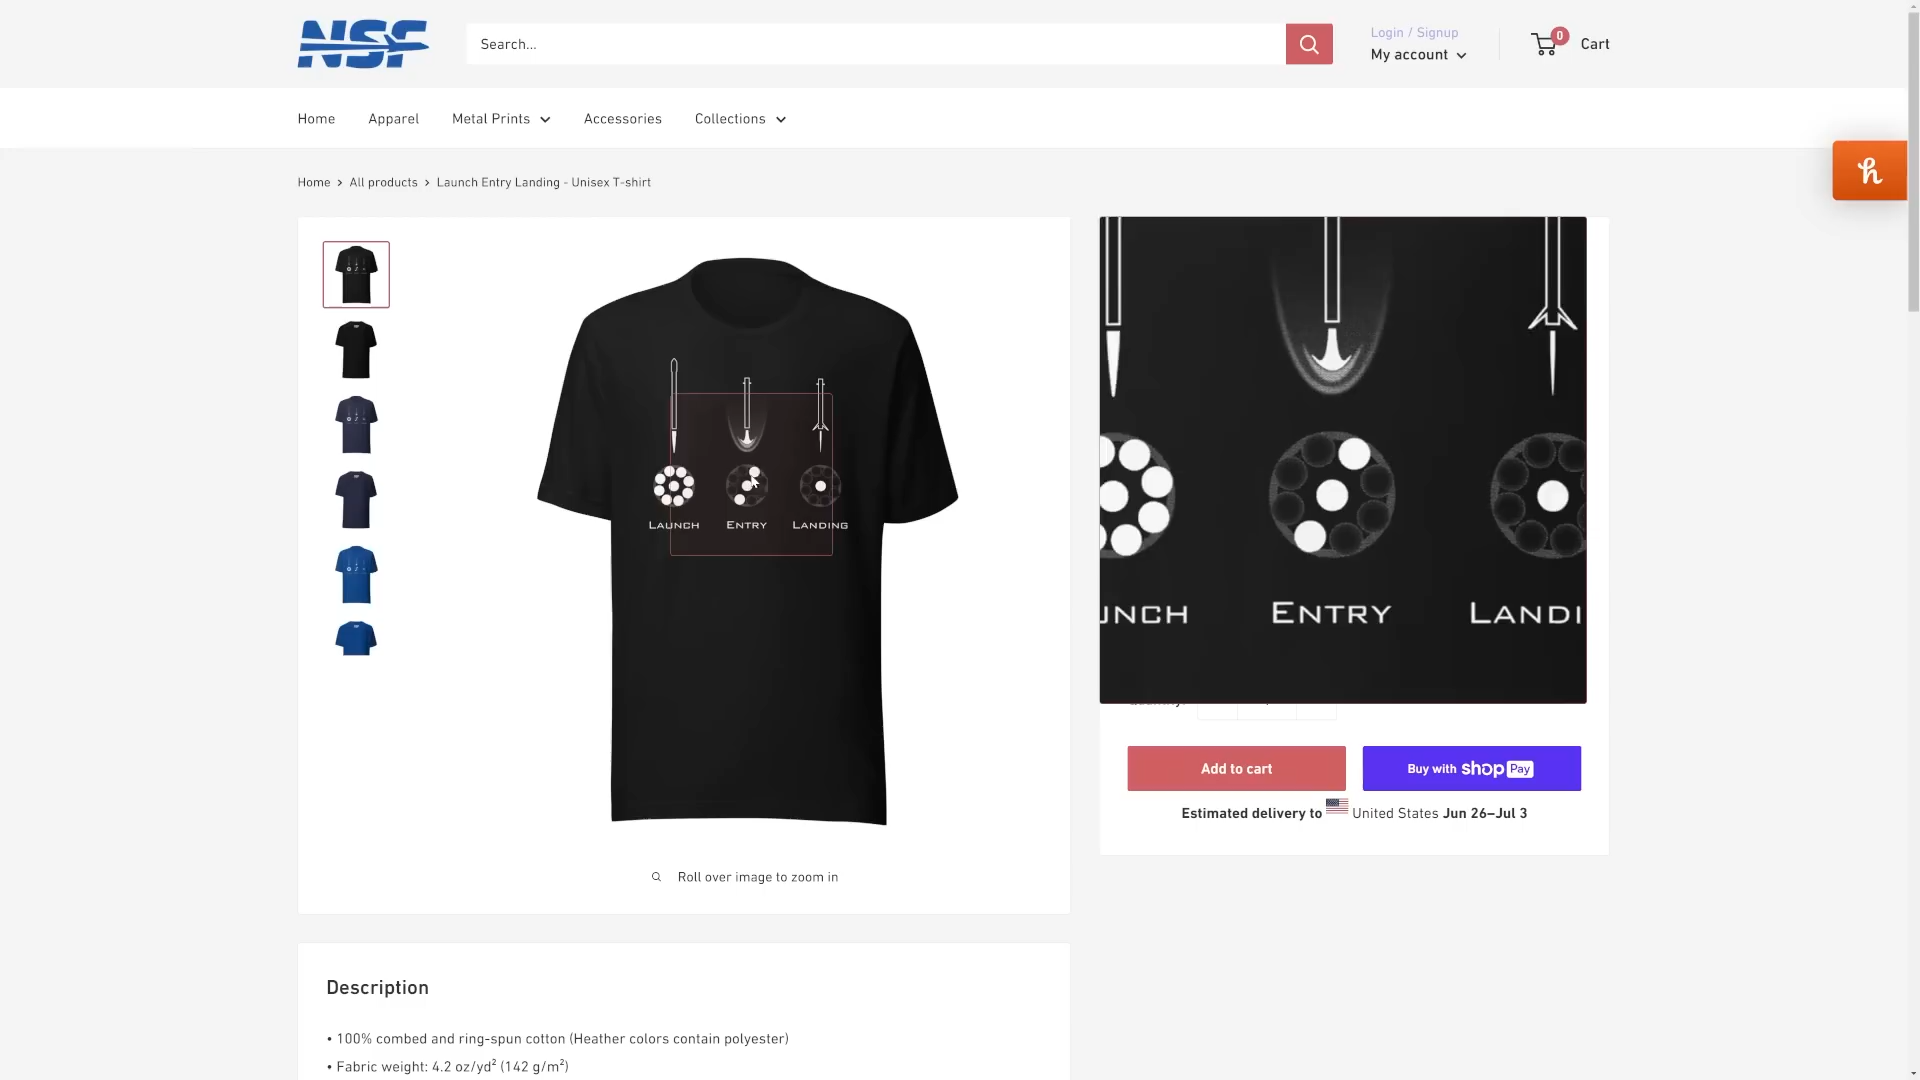 NSF
Search...
Login / Signup
My account
0
Cart
Home
Apparel
Metal Prints
Accessories
Collections
h
Home
All products
Launch Entry Landing - Unisex T-shirt
LAUNCH
ENTRY
LANDING
UNCH
ENTRY
LANDI
Add to cart
Buy with shop Pay
Estimated delivery to United States Jun 26–Jul 3
Roll over image to zoom in
Description
• 100% combed and ring-spun cotton (Heather colors contain polyester)
• Fabric weight: 4.2 oz/yd² (142 g/m²)